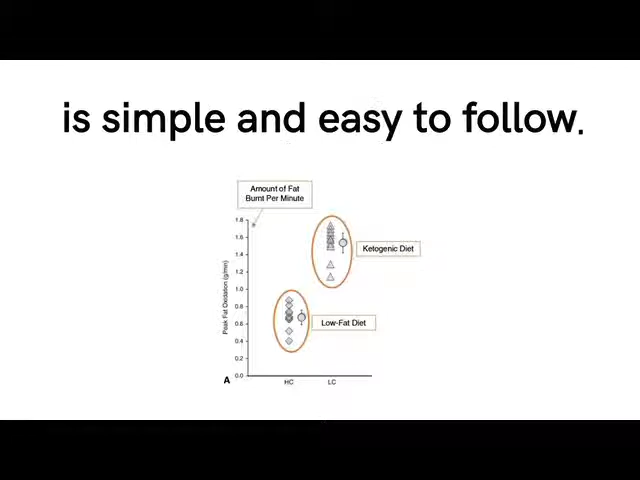 is simple and easy to follow.
Amount of Fat
Burnt Per Minute
1.8
1.6
1.4
1.2
1.0
0.8
0.6
0.4
0.2
0.0
Peak Fat Oxidation (g/min)
Ketogenic Diet
Low-Fat Diet
A
HC
LC